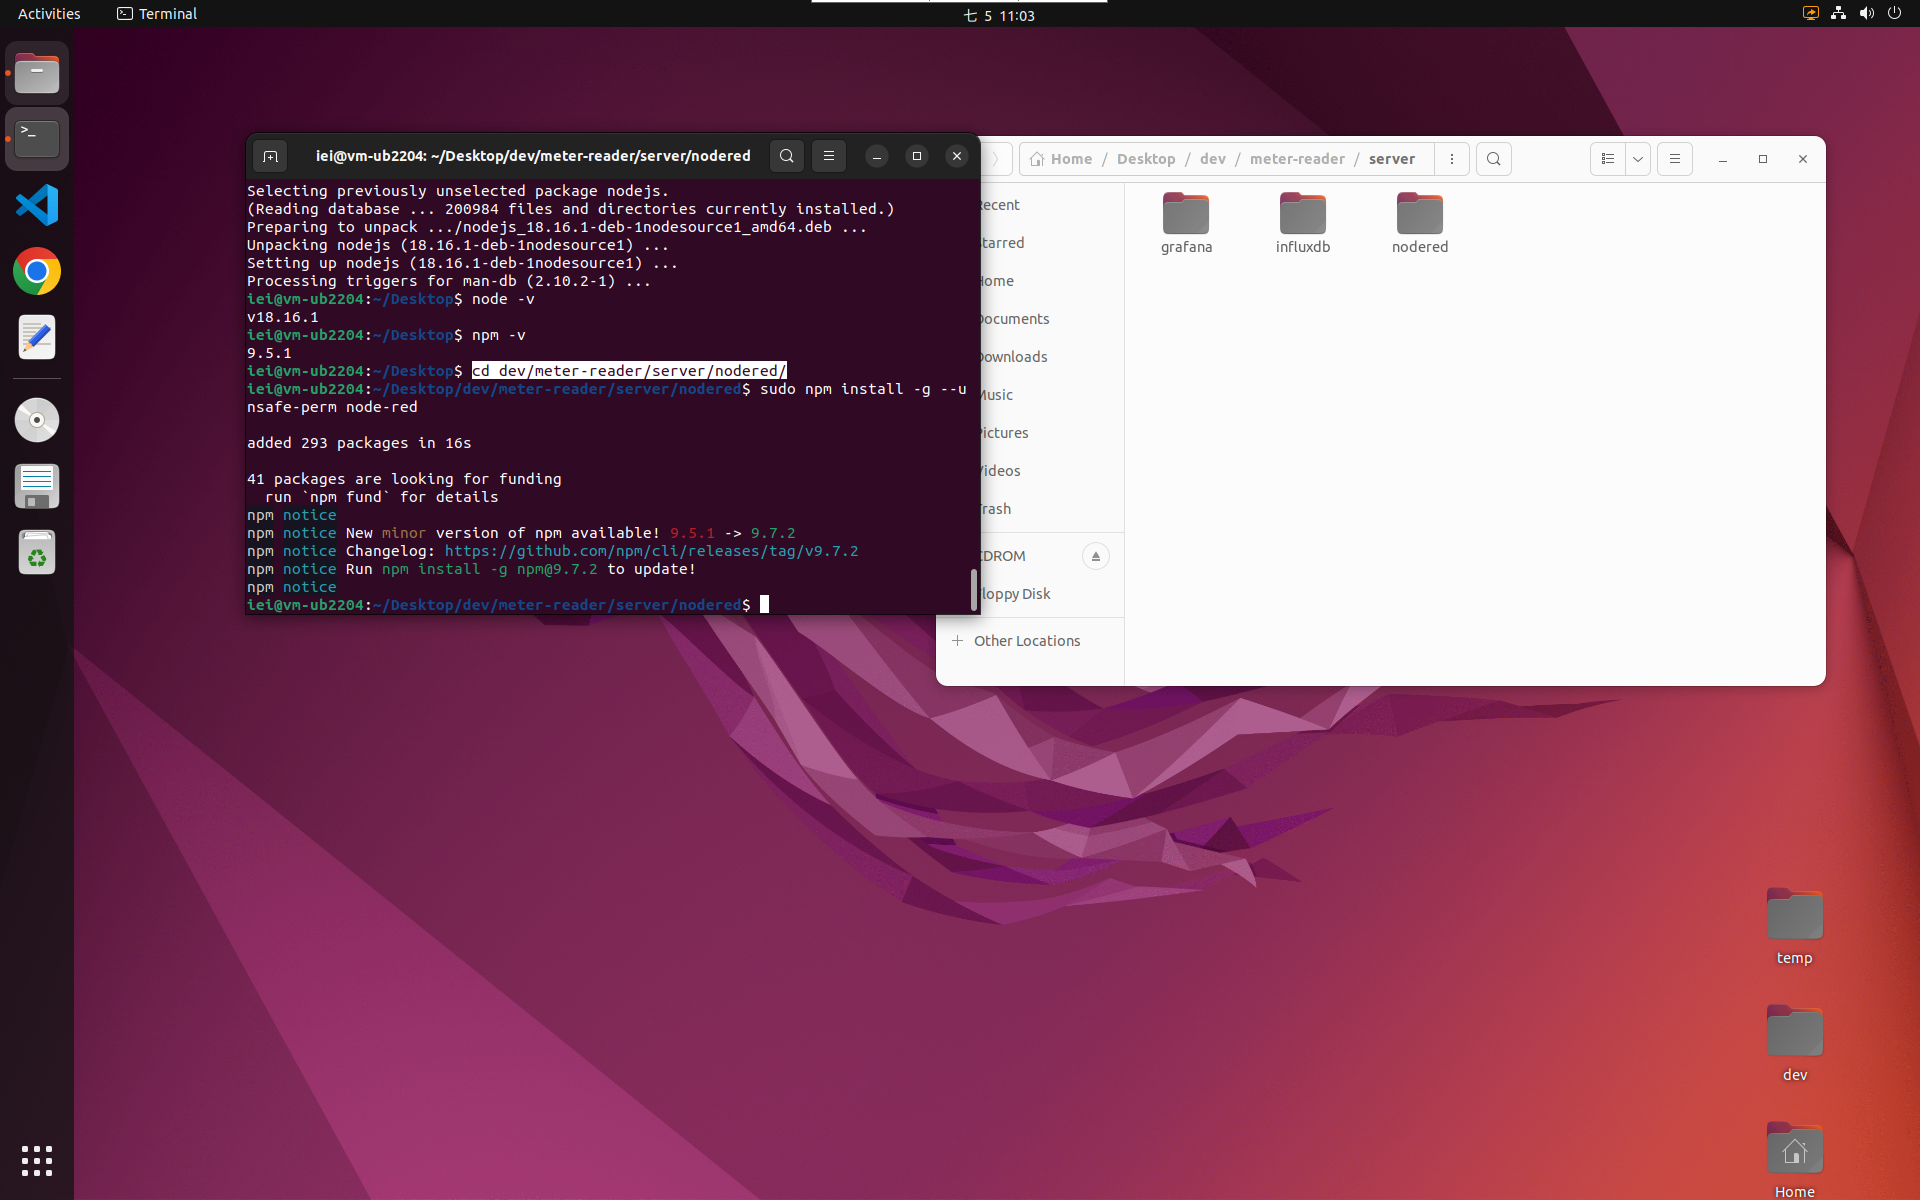 Activities
Terminal
七 5 11:03
iei@vm-ub2204: ~/Desktop/dev/meter-reader/server/nodered
Selecting previously unselected package nodejs.
(Reading database ... 200984 files and directories currently installed.)
Preparing to unpack .../nodejs_18.16.1-deb-1nodesource1_amd64.deb ...
Unpacking nodejs (18.16.1-deb-1nodesource1) ...
Setting up nodejs (18.16.1-deb-1nodesource1) ...
Processing triggers for man-db (2.10.2-1) ...
iei@vm-ub2204:~/Desktop$ node -v
v18.16.1
iei@vm-ub2204:~/Desktop$ npm -v
9.5.1
iei@vm-ub2204:~/Desktop$ cd dev/meter-reader/server/nodered/
iei@vm-ub2204:~/Desktop/dev/meter-reader/server/nodered$ sudo npm install -g --u
nsafe-perm node-red
added 293 packages in 16s
41 packages are looking for funding
run `npm fund` for details
npm notice
npm notice New minor version of npm available! 9.5.1 -> 9.7.2
npm notice Changelog: https://github.com/npm/cli/releases/tag/v9.7.2
npm notice Run npm install -g npm@9.7.2 to update!
npm notice
iei@vm-ub2204:~/Desktop/dev/meter-reader/server/nodered$
Home / Desktop / dev / meter-reader / server
ecent
tarred
ome
ocuments
ownloads
usic
ictures
ideos
rash
DROM
loppy Disk
Other Locations
grafana
influxdb
nodered
temp
dev
Home